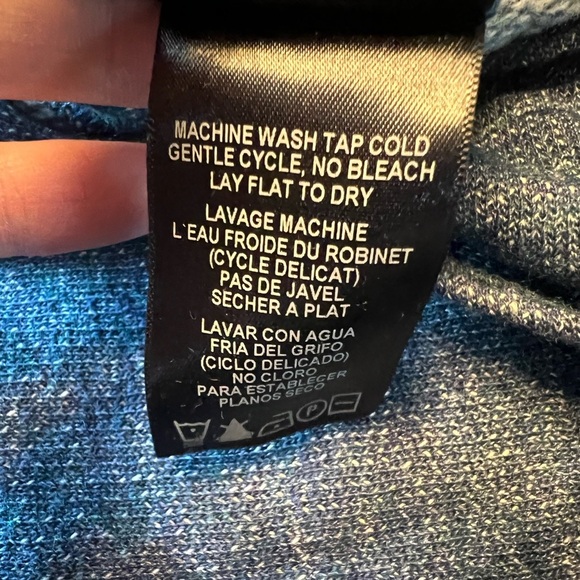 MACHINE WASH TAP COLD
GENTLE CYCLE, NO BLEACH
LAY FLAT TO DRY
LAVAGE MACHINE
L'EAU FROIDE DU ROBINET
(CYCLE DELICAT)
PAS DE JAVEL
SECHER A PLAT
LAVAR CON AGUA
FRIA DEL GRIFO
(CICLO DELICADO)
NO CLORO
PARA ESTABLECER
PLANOS SECO